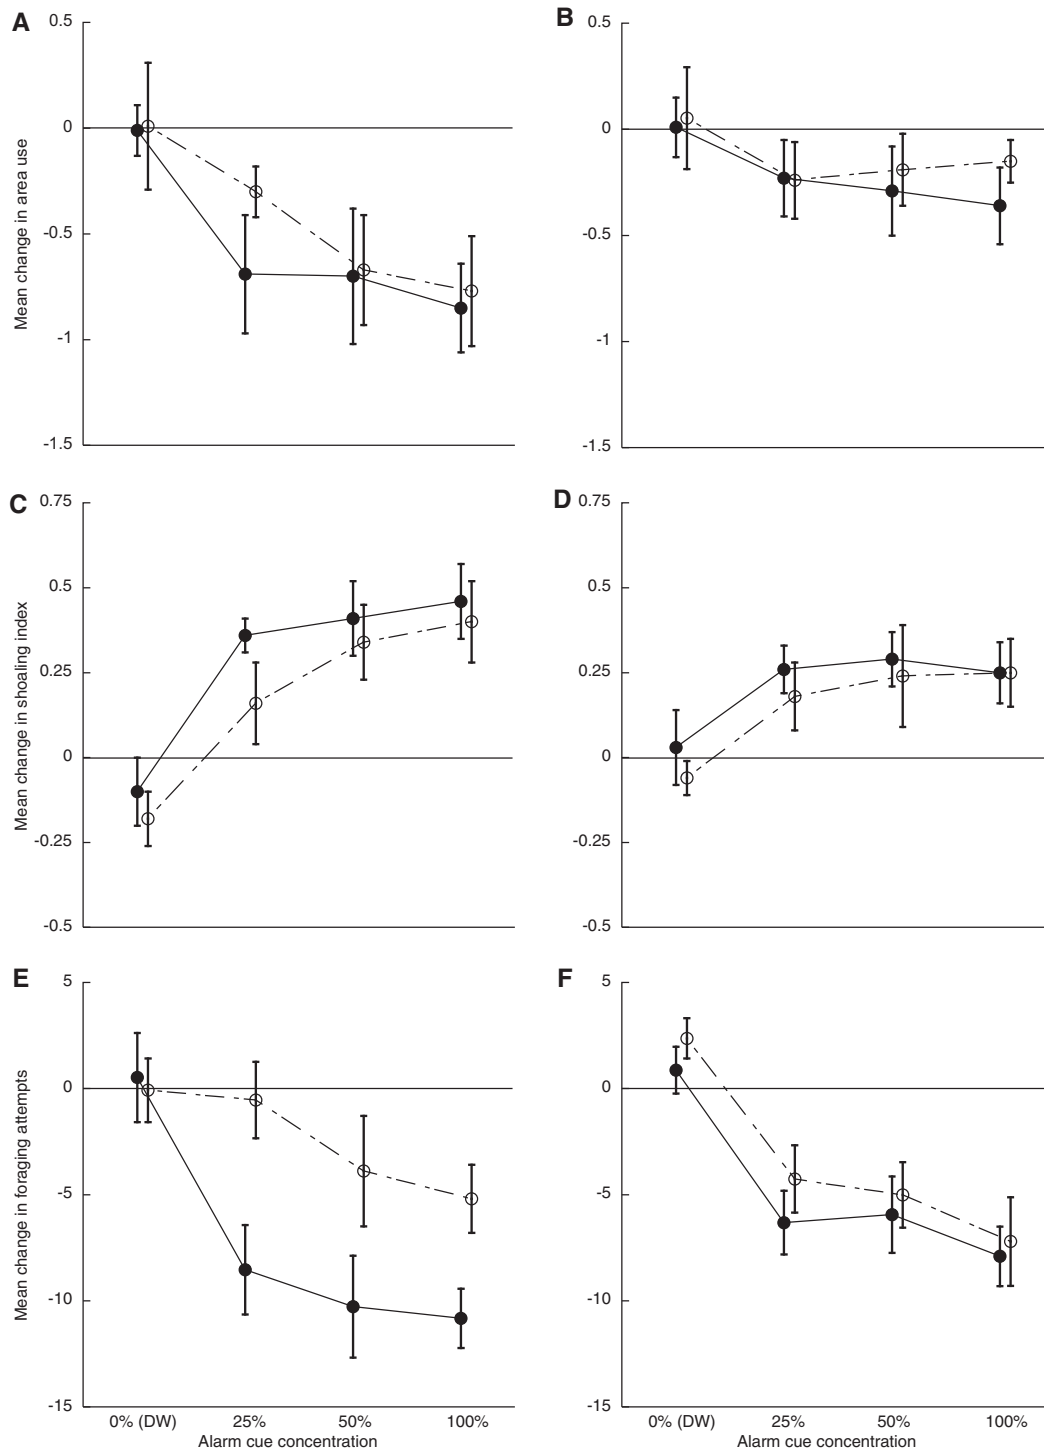 A
B
0.5
0
-0.5
-1
-1.5
Mean change in area use
0.5
0
-0.5
-1
-1.5
C
D
0.75
0.5
0.25
0
-0.25
-0.5
Mean change in shoaling index
0.75
0.5
0.25
0
-0.25
-0.5
E
F
5
0
-5
-10
-15
Mean change in foraging attempts
5
0
-5
-10
-15
0% (DW) 25% 50% 100%
Alarm cue concentration
0% (DW) 25% 50% 100%
Alarm cue concentration